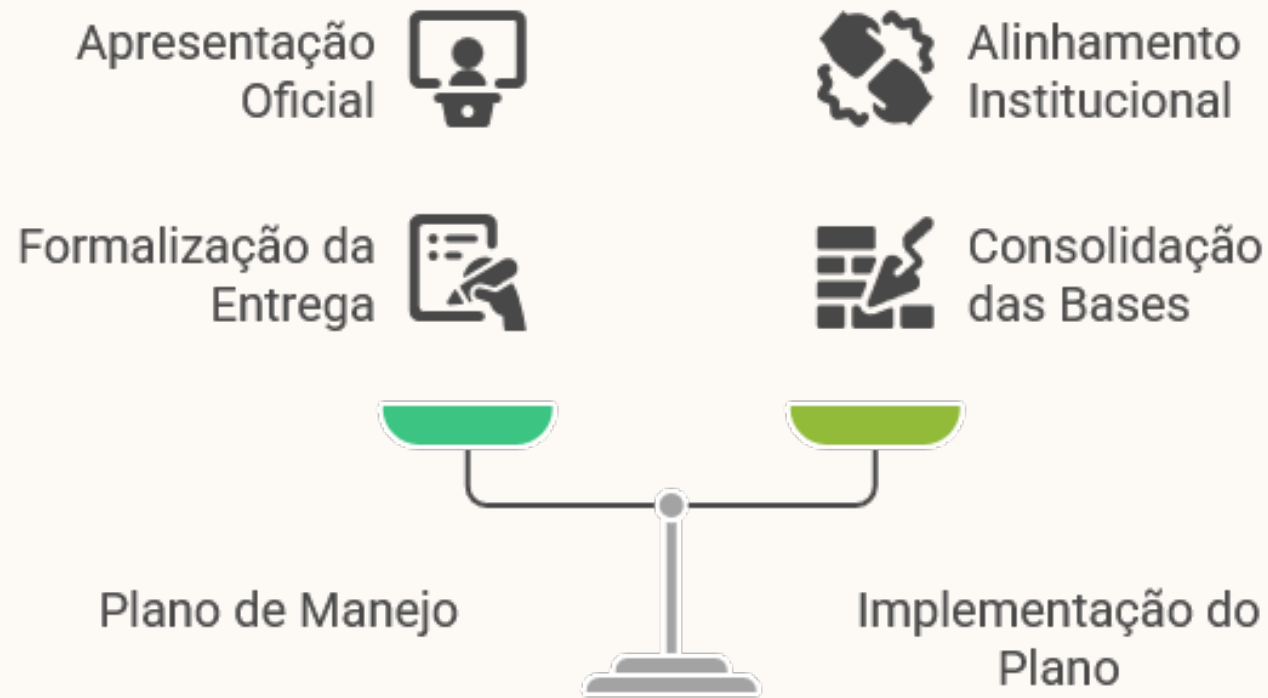 Apresentação
Oficial
Alinhamento
Institucional
Formalização da
Entrega
Consolidação
das Bases
Plano de Manejo
Implementação do
Plano